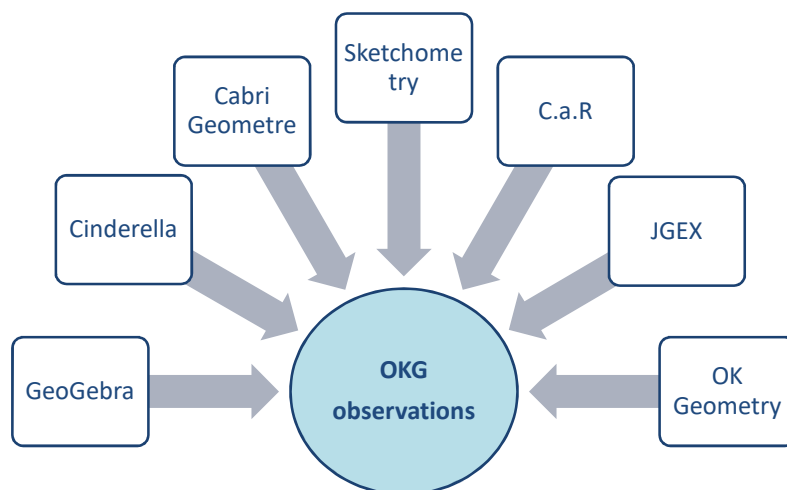 Sketchome
try
Cabri
Geometre
C.a.R
Cinderella
JGEX
GeoGebra
OKG
observations
OK
Geometry